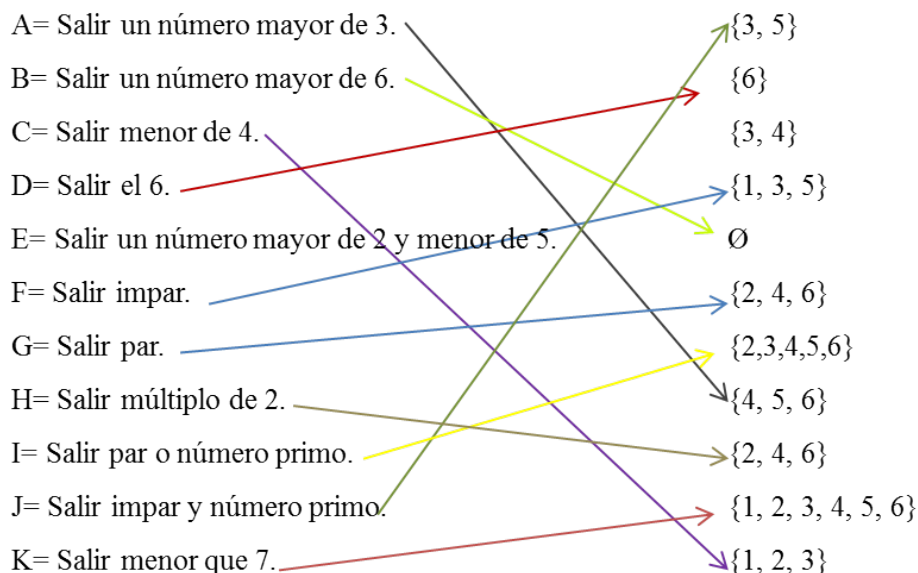 A= Salir un número mayor de 3. {3, 5}
B= Salir un número mayor de 6. {6}
C= Salir menor de 4. {3, 4}
D= Salir el 6. {1, 3, 5}
E= Salir un número mayor de 2 y menor de 5. Ø
F= Salir impar. {2, 4, 6}
G= Salir par. {2,3,4,5,6}
H= Salir múltiplo de 2. {4, 5, 6}
I= Salir par o número primo. {2, 4, 6}
J= Salir impar y número primo. {1, 2, 3, 4, 5, 6}
K= Salir menor que 7. {1, 2, 3}